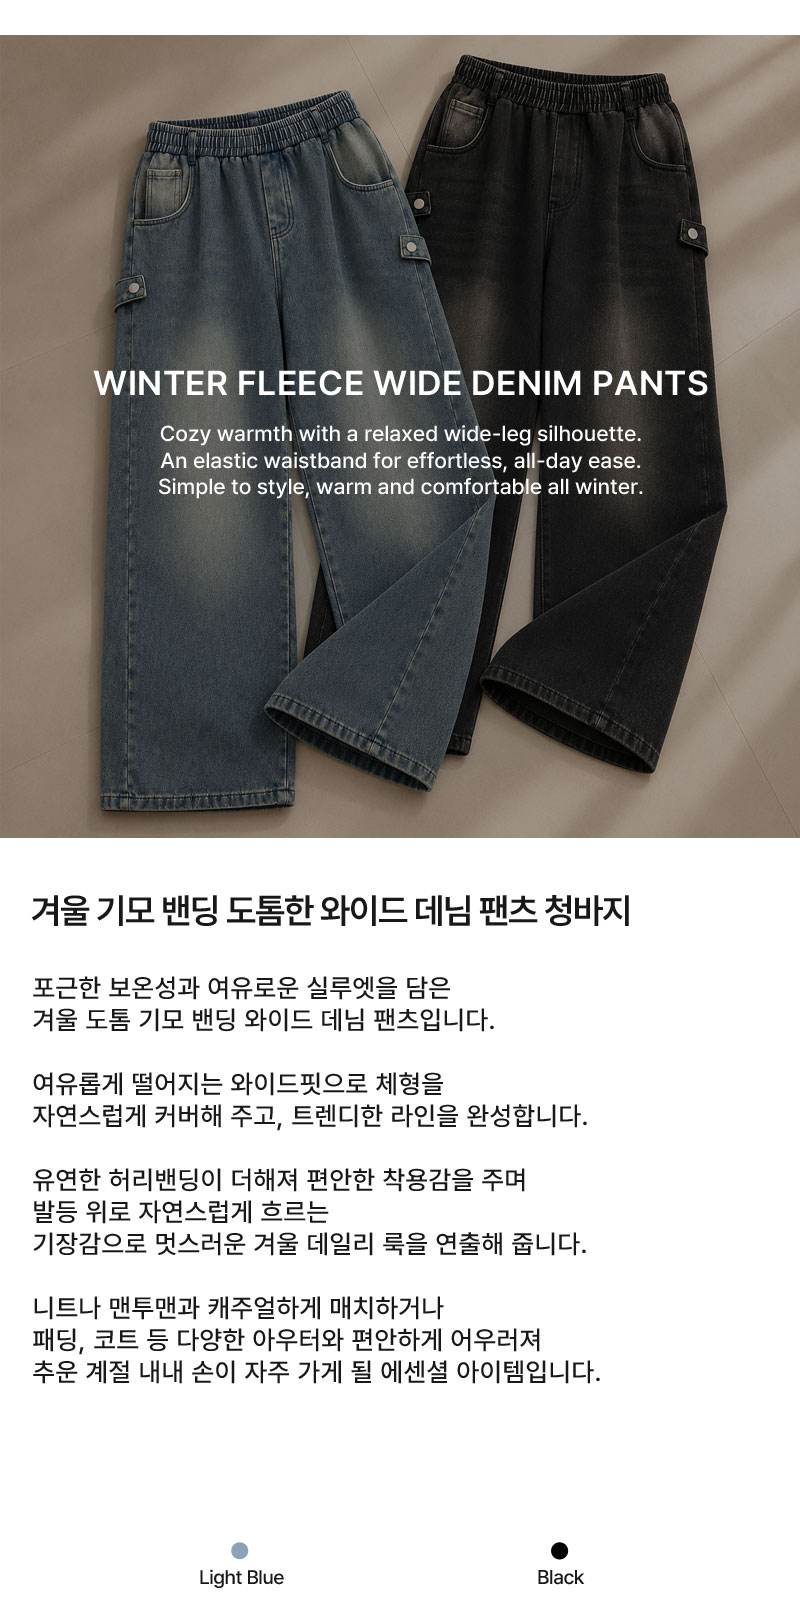 WINTER FLEECE WIDE DENIM PANTS
Cozy warmth with a relaxed wide-leg silhouette.
An elastic waistband for effortless, all-day ease.
Simple to style, warm and comfortable all winter.
겨울 기모 밴딩 도톰한 와이드 데님 팬츠 청바지
포근한 보온성과 여유로운 실루엣을 담은
겨울 도톰 기모 밴딩 와이드 데님 팬츠입니다.
여유롭게 떨어지는 와이드핏으로 체형을
자연스럽게 커버해 주고, 트렌디한 라인을 완성합니다.
유연한 허리밴딩이 더해져 편안한 착용감을 주며
발등 위로 자연스럽게 흐르는
기장감으로 멋스러운 겨울 데일리 룩을 연출해 줍니다.
니트나 맨투맨과 캐주얼하게 매치하거나
패딩, 코트 등 다양한 아우터와 편안하게 어우러져
추운 계절 내내 손이 자주 가게 될 에센셜 아이템입니다.
Light Blue
Black